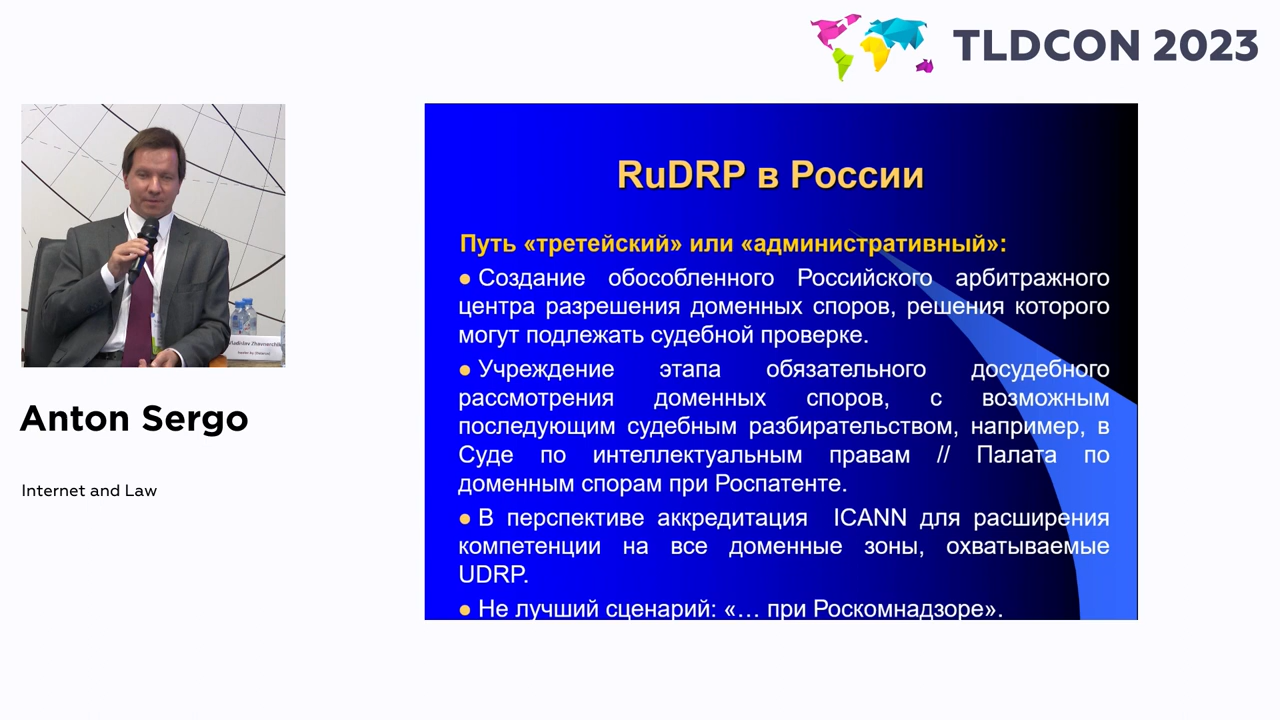 TLDCON 2023
RuDRP в России
Путь «третейский» или «административный»:
● Создание обособленного Российского арбитражного
центра разрешения доменных споров, решения которого
могут подлежать судебной проверке.
● Учреждение этапа обязательного досудебного
рассмотрения доменных споров, с возможным
последующим судебным разбирательством, например, в
Суде по интеллектуальным правам // Палата по
доменным спорам при Роспатенте.
● В перспективе аккредитация ICANN для расширения
компетенции на все доменные зоны, охватываемые
UDRP.
● Не лучший сценарий: «… при Роскомнадзоре».
Anton Sergo
Internet and Law